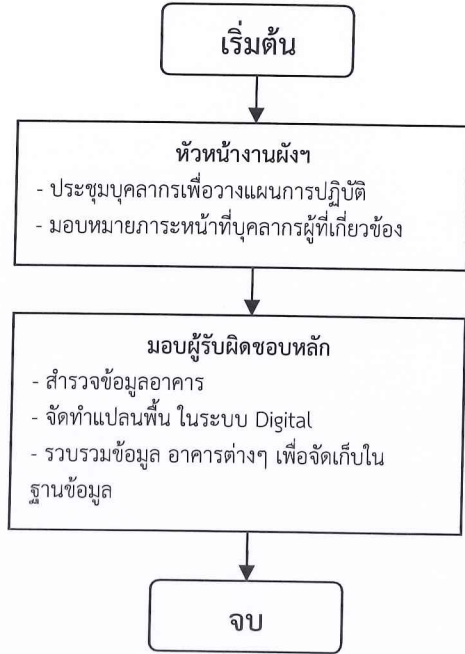 เริ่มต้น
หัวหน้างานผังฯ
- ประชุมบุคลากรเพื่อวางแผนการปฏิบัติ
- มอบหมายภาระหน้าที่บุคลากรผู้ที่เกี่ยวข้อง
มอบผู้รับผิดชอบหลัก
- สำรวจข้อมูลอาคาร
- จัดทำแปลนพื้น ในระบบ Digital
- รวบรวมข้อมูล อาคารต่างๆ เพื่อจัดเก็บใน
ฐานข้อมูล
จบ